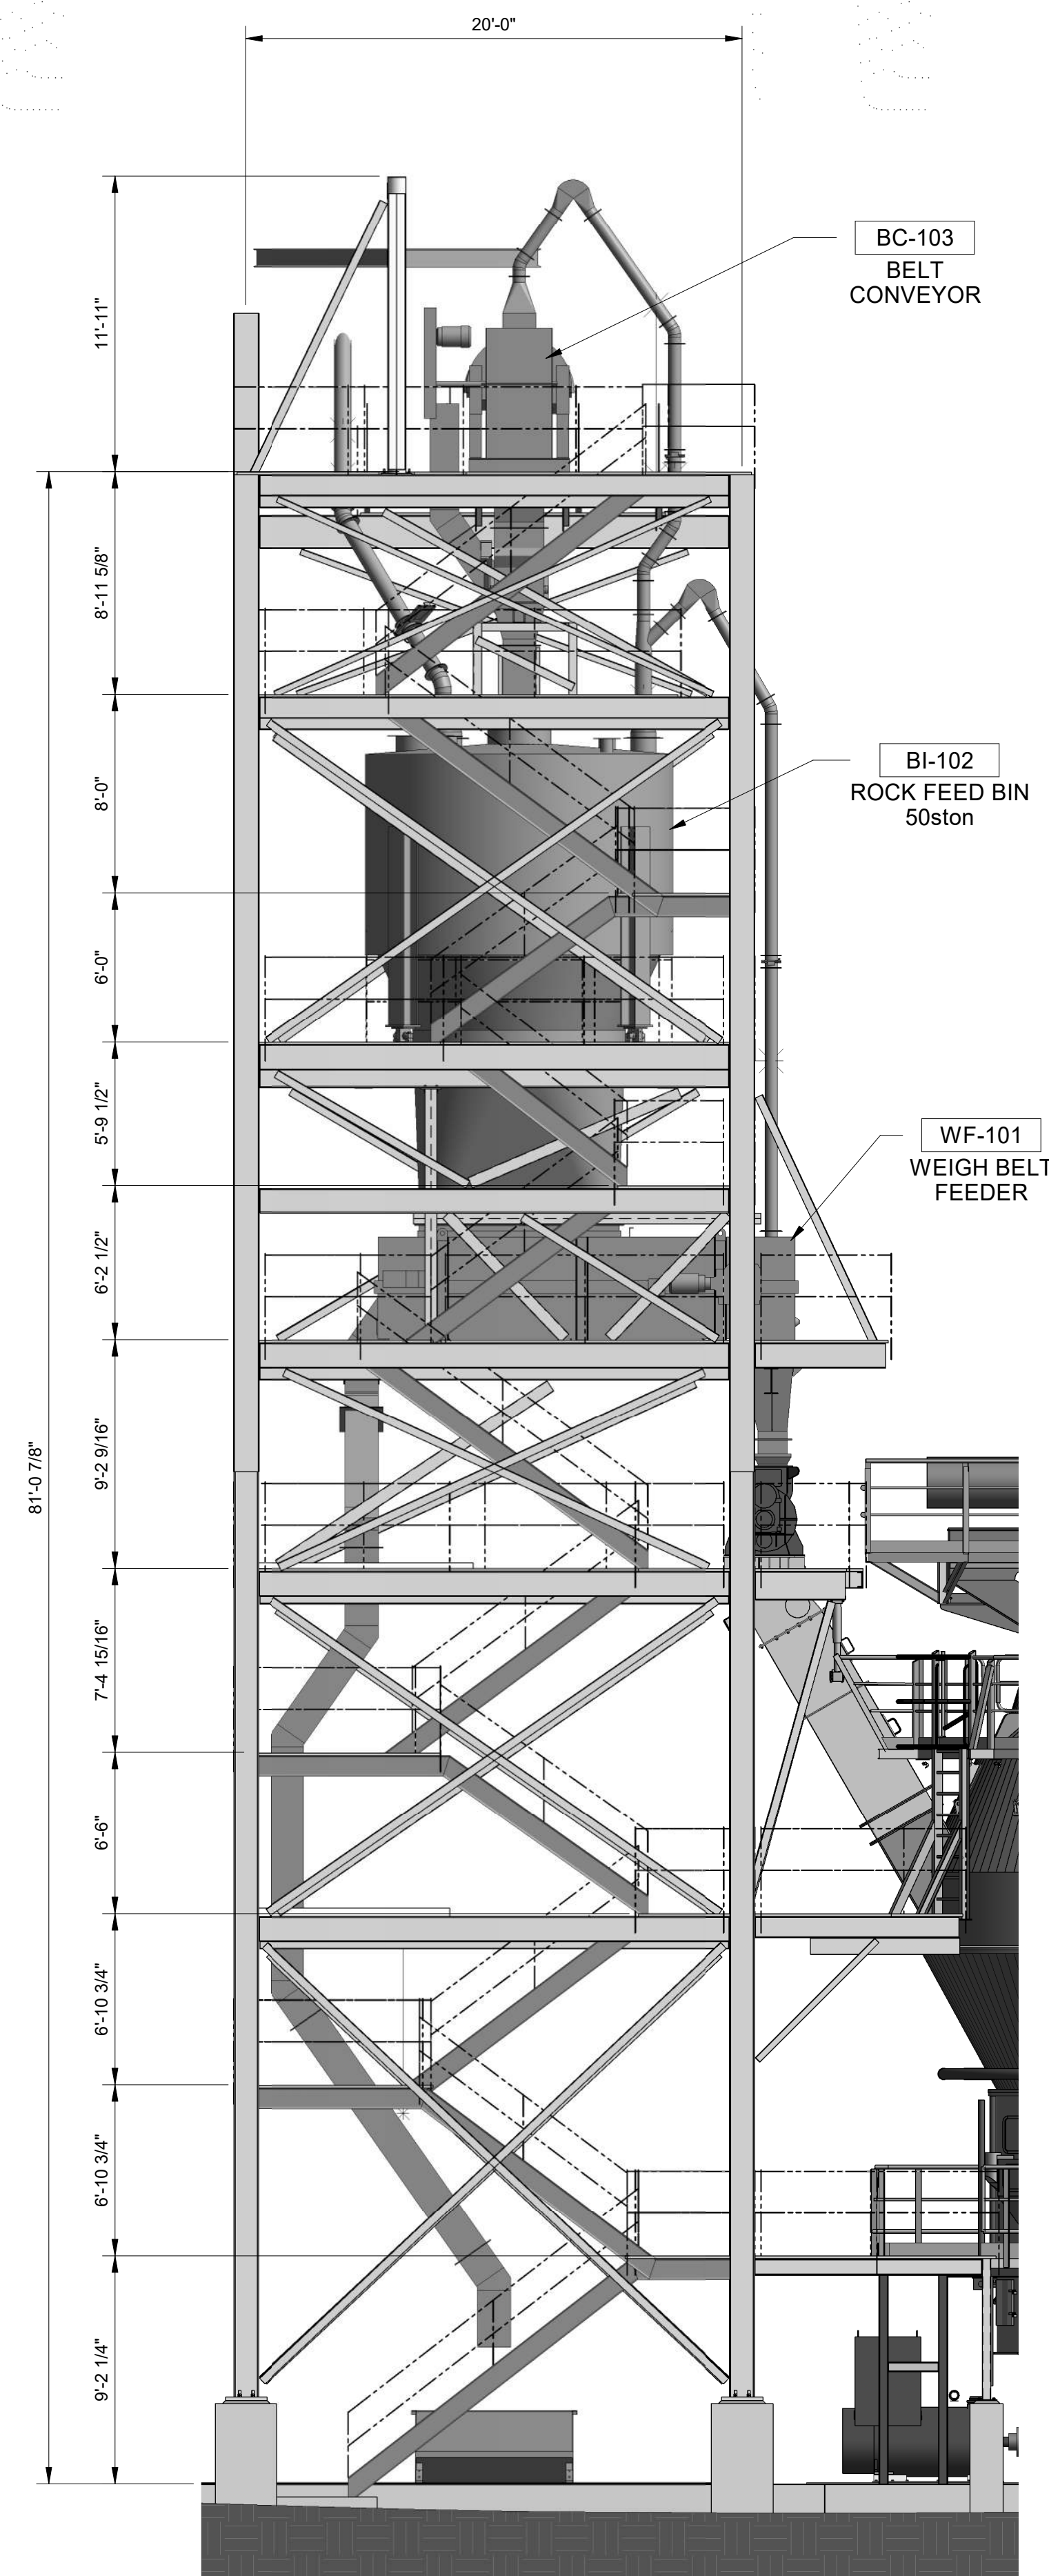 20'-0"
BC-103
BELT
CONVEYOR
11'-11"
8'-11 5/8"
8'-0"
BI-102
ROCK FEED BIN
50ston
6'-0"
5'-9 1/2"
WF-101
WEIGH BELT
FEEDER
6'-2 1/2"
9'-2 9/16"
81'-0 7/8"
7'-4 15/16"
6'-6"
6'-10 3/4"
6'-10 3/4"
9'-2 1/4"